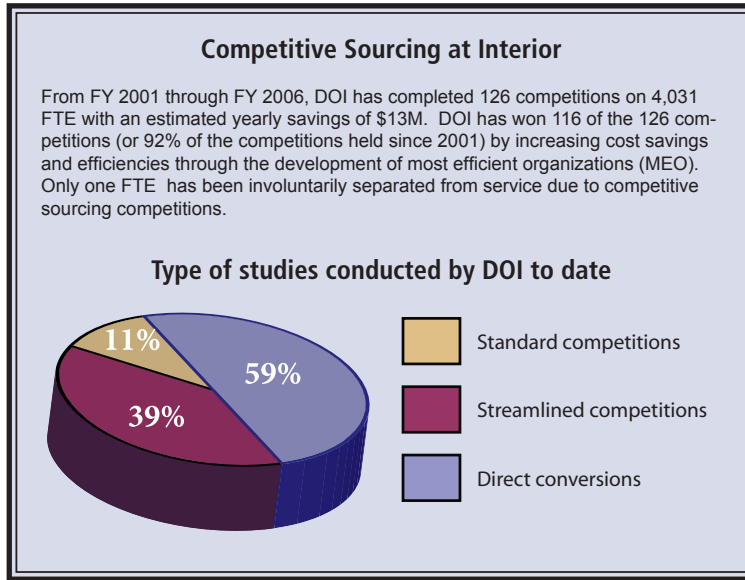 Competitive Sourcing at Interior
From FY 2001 through FY 2006, DOI has completed 126 competitions on 4,031
FTE with an estimated yearly savings of $13M.  DOI has won 116 of the 126 com-
petitions (or 92% of the competitions held since 2001) by increasing cost savings
and efficiencies through the development of most efficient organizations (MEO).
Only one FTE  has been involuntarily separated from service due to competitive
sourcing competitions.
Type of studies conducted by DOI to date
11%
59%
39%
Standard competitions
Streamlined competitions
Direct conversions